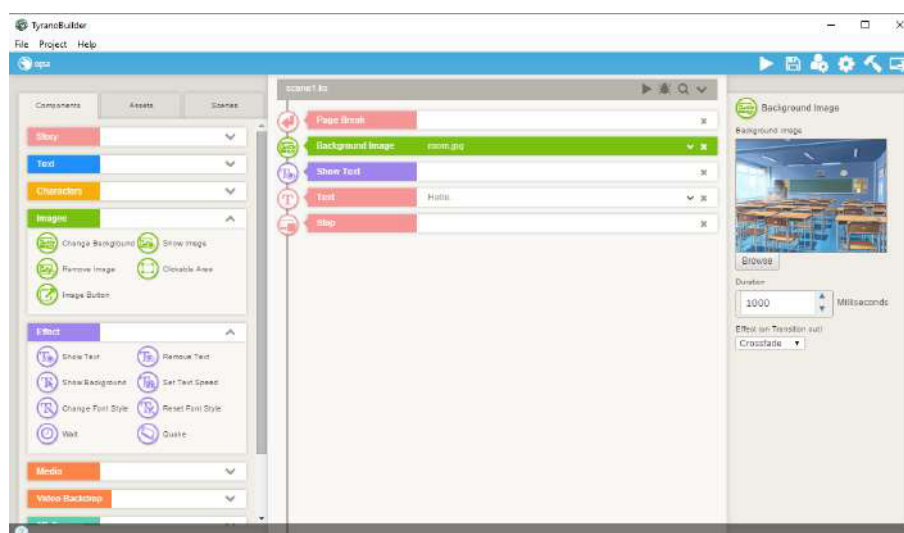 TyranoBuilder
File Project Help
opa
Components Assets Scenes
Story
Text
Characters
Images
Change Background Show Image
Remove Image Clickable Area
Image Button
Effect
Show Text Remove Text
Show Background Set Text Speed
Change Font Style Reset Font Style
Wait Quake
Media
Video Backdrop
scene1.ks
Page Break
Background Image room.jpg
Show Text
Text Hello.
Stop
Background Image
Background image
Browse
Duration
1000 Milliseconds
Effect (on Transition out)
Crossfade